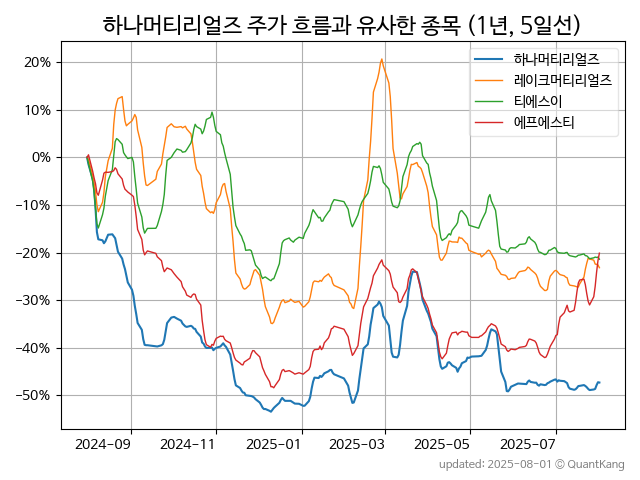 하나머티리얼즈 주가 흐름과 유사한 종목 (1년, 5일선)
하나머티리얼즈
레이크머티리얼즈
티에스이
에프에스티
20%
10%
0%
−10%
−20%
−30%
−40%
−50%
2024-09
2024-11
2025-01
2025-03
2025-05
2025-07
updated: 2025-08-01 © QuantKang